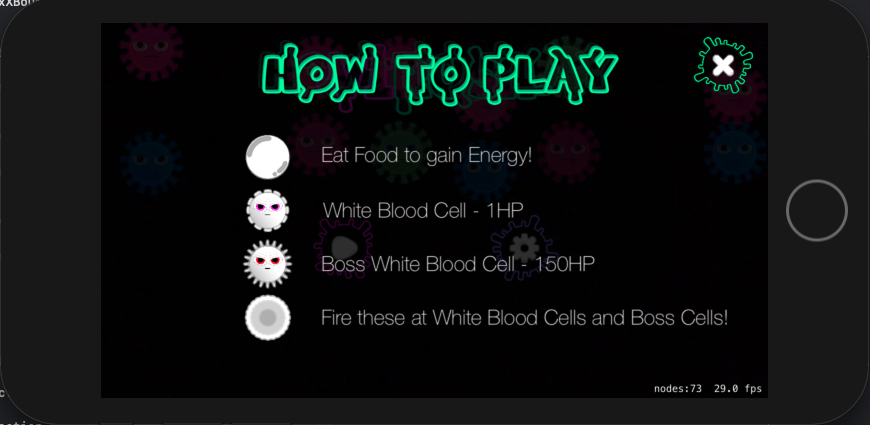 HOW TO PLAY
Eat Food to gain Energy!
White Blood Cell - 1HP
Boss White Blood Cell - 150HP
Fire these at White Blood Cells and Boss Cells!
nodes:73 29.0 fps